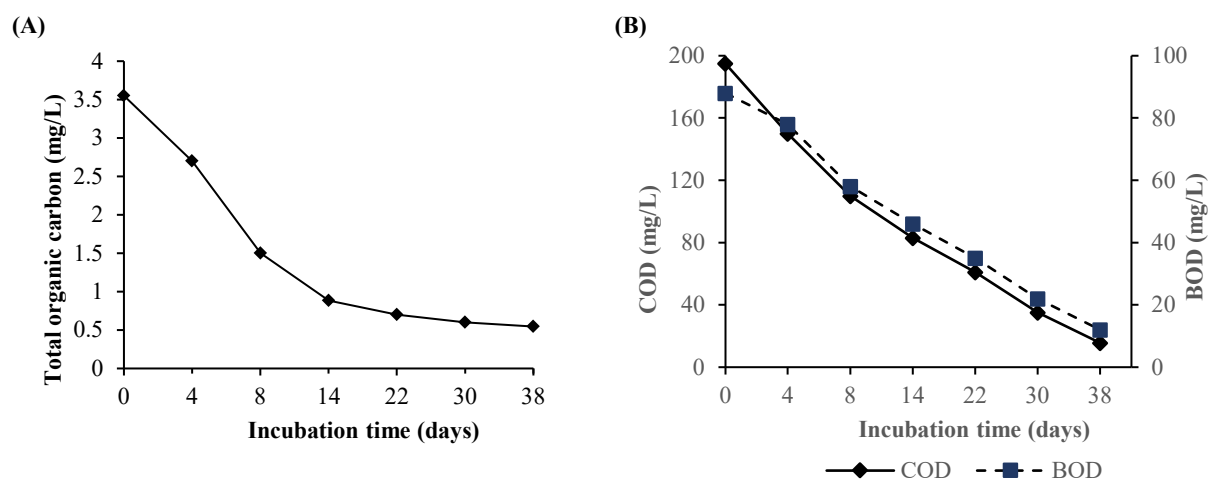 (A)
Total organic carbon (mg/L)
4
3.5
3
2.5
2
1.5
1
0.5
0
0 4 8 14 22 30 38
Incubation time (days)
(B)
COD (mg/L)
200
160
120
80
40
0
100
80
60
40
20
0
BOD (mg/L)
0 4 8 14 22 30 38
Incubation time (days)
COD BOD